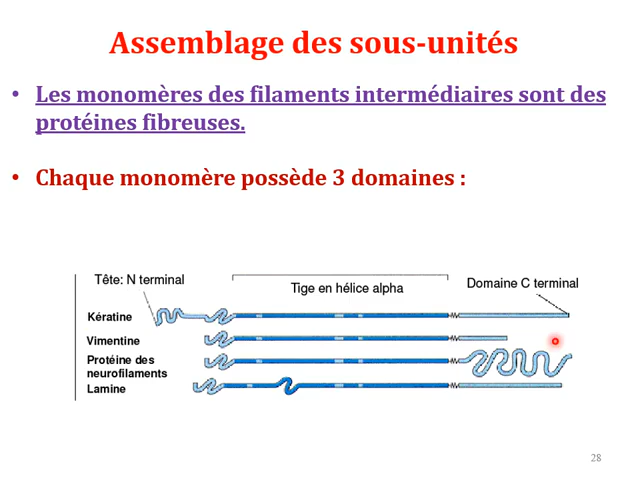 Assemblage des sous-unités
• Les monomères des filaments intermédiaires sont des
protéines fibreuses.
• Chaque monomère possède 3 domaines :
Tête: N terminal
Tige en hélice alpha
Domaine C terminal
Kératine
Vimentine
Protéine des
neurofilaments
Lamine
28